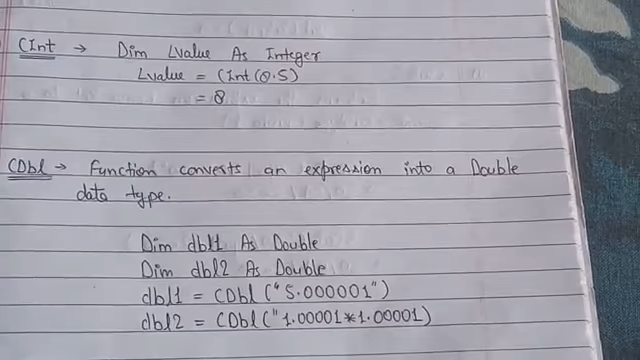 CInt → Dim Lvalue As Integer
Lvalue = CInt(8.5)
= 8
CDbl → Function converts an expression into a Double
data type.
Dim dbl1 As Double
Dim dbl2 As Double
dbl1 = CDbl("5.000001")
dbl2 = CDbl("1.00001*1.00001)